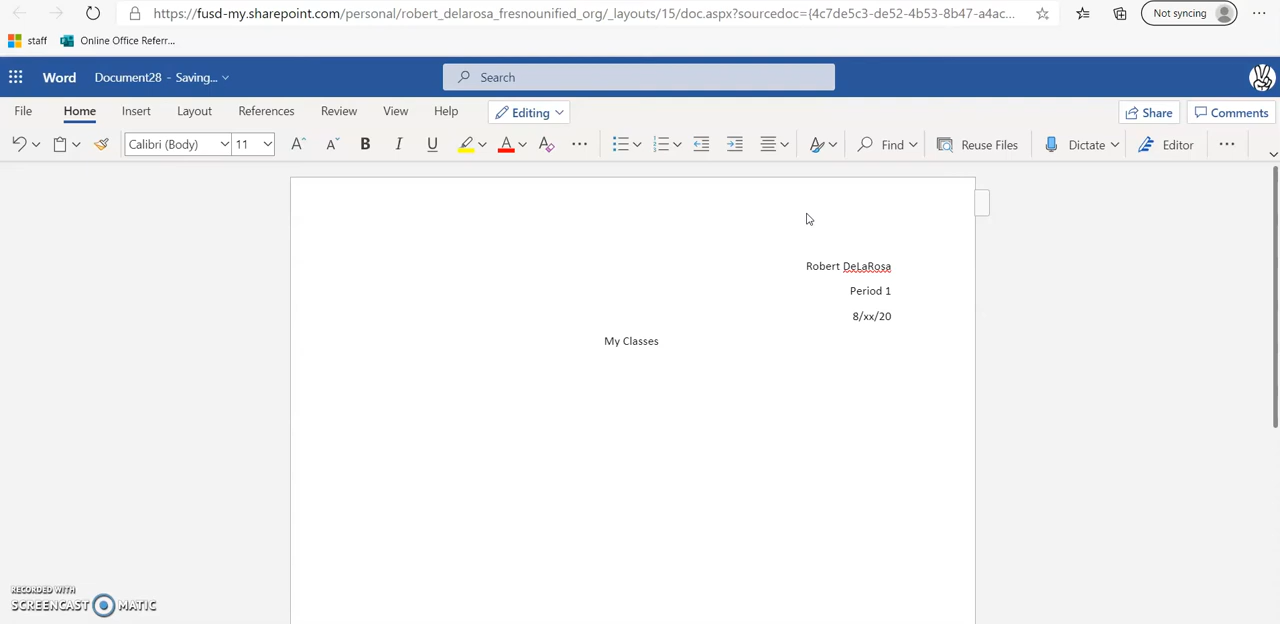 https://fusd-my.sharepoint.com/personal/robert_delarosa_fresnounified_org/_layouts/15/doc.aspx?sourcedoc={4c7de5c3-de52-4b53-8b47-a4ac...
Not syncing
staff
Online Office Referr...
Word
Document28 - Saving...
Search
File
Home
Insert
Layout
References
Review
View
Help
Editing
Share
Comments
Calibri (Body)
11
A^
A˅
B
I
U
A
A
A
Find
Reuse Files
Dictate
Editor
Robert DeLaRosa
Period 1
8/xx/20
My Classes
RECORDED WITH
SCREENCAST MATIC